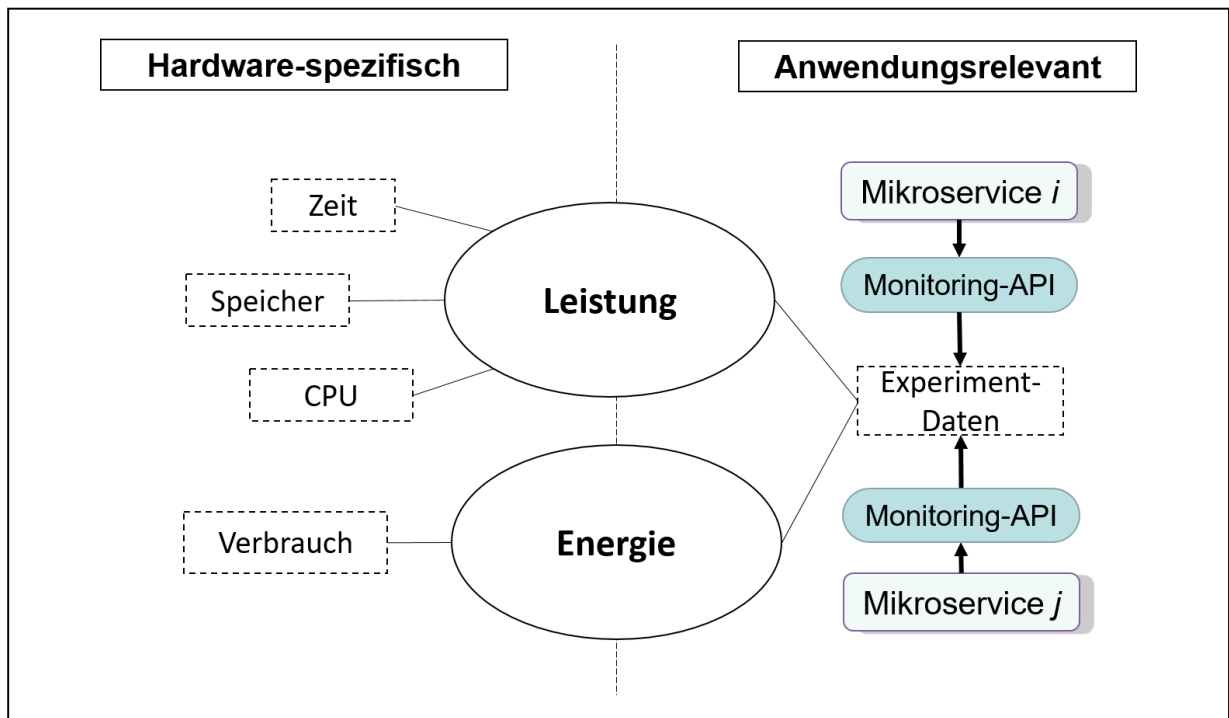 Hardware-spezifisch
Anwendungsrelevant
Zeit
Speicher
CPU
Verbrauch
Leistung
Energie
Mikroservice i
Monitoring-API
Experiment-
Daten
Monitoring-API
Mikroservice j